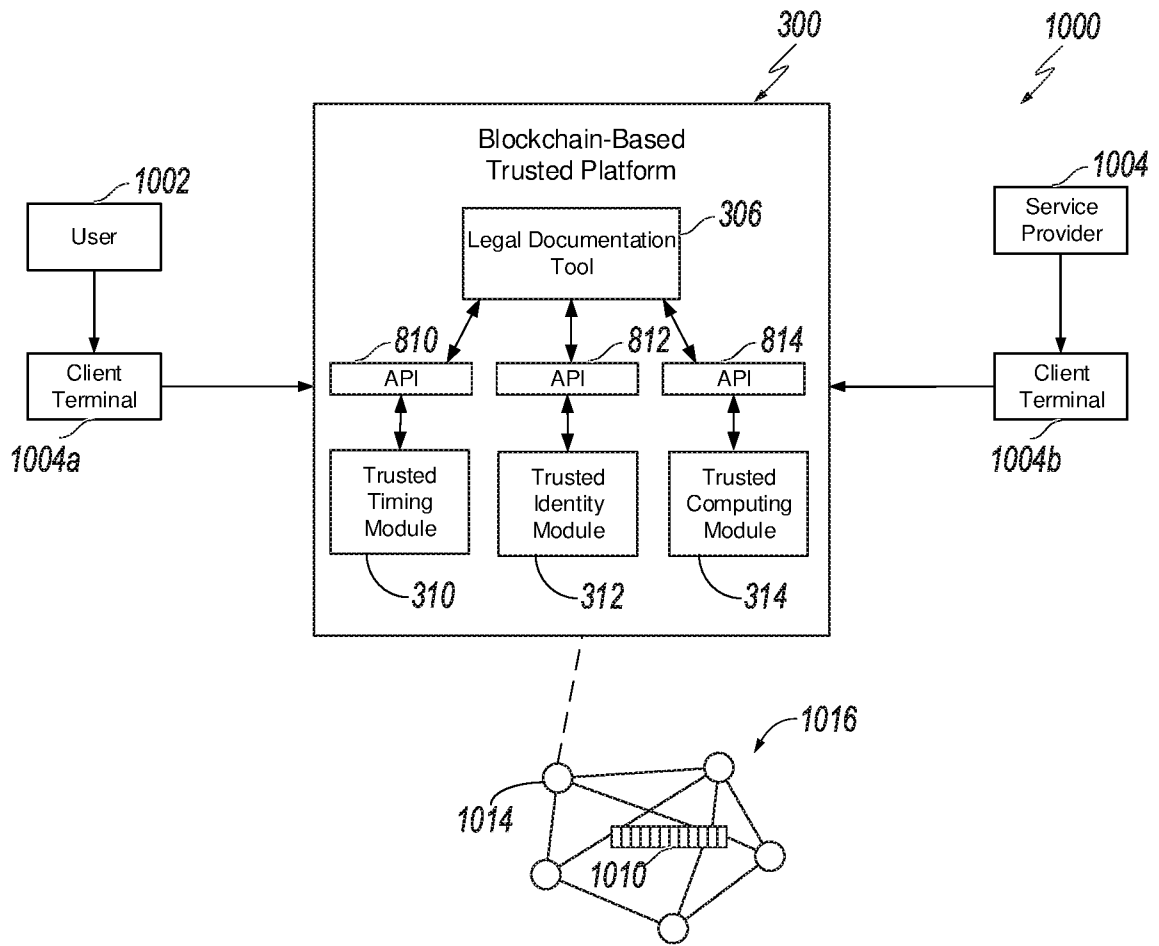 300
1000
Blockchain-Based
Trusted Platform
1002
User
1004
Service
Provider
306
Legal Documentation
Tool
810
812
814
API
API
API
Client
Terminal
1004a
Client
Terminal
1004b
Trusted
Timing
Module
310
Trusted
Identity
Module
312
Trusted
Computing
Module
314
1016
1014
1010